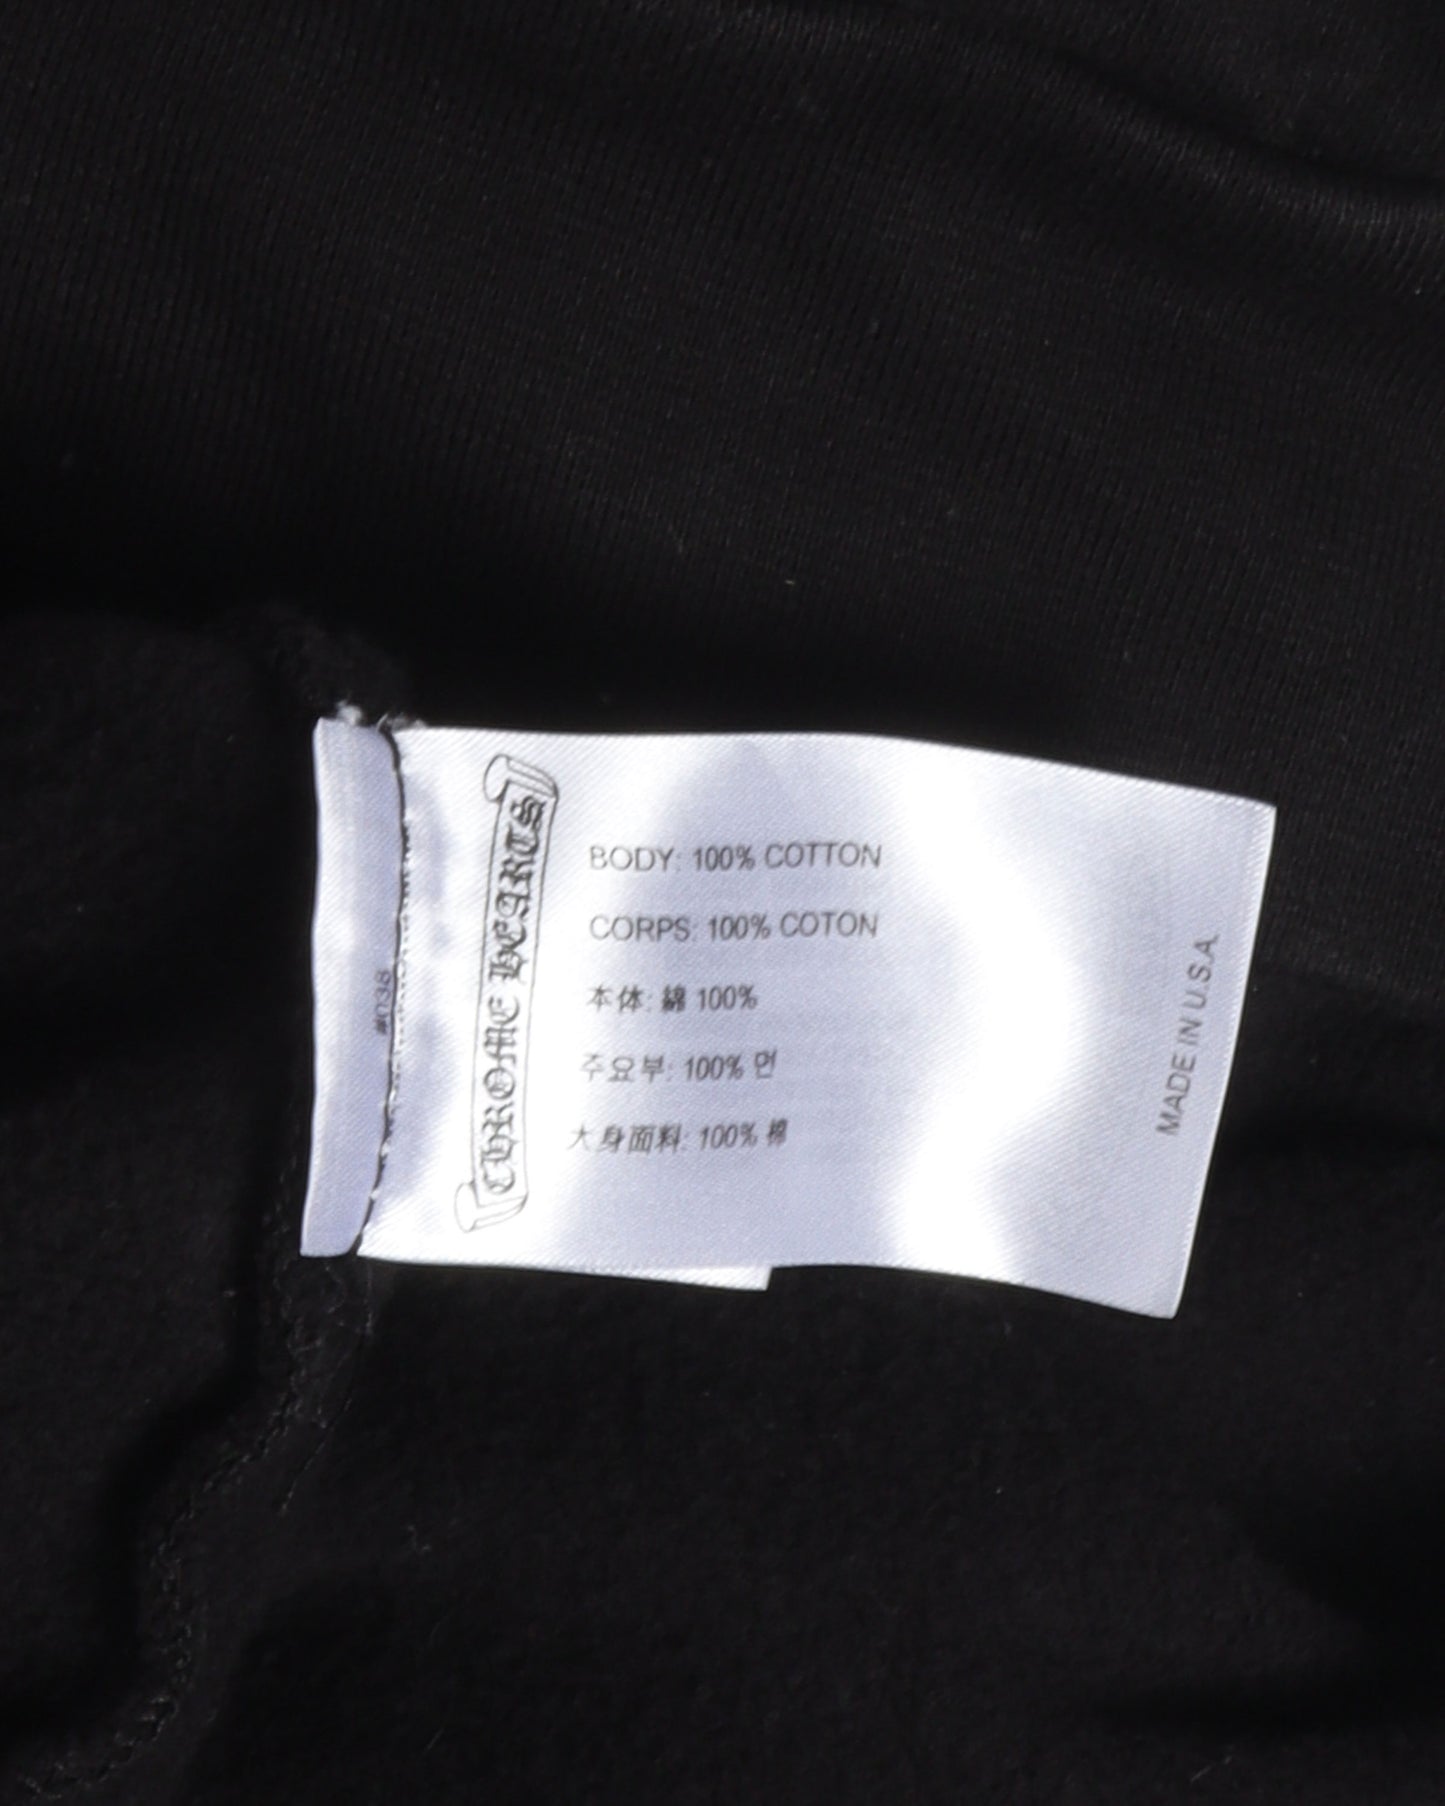 CHROME HEARTS
BODY: 100% COTTON
CORPS: 100% COTON
本体: 綿 100%
주요부: 100% 면
大身面料: 100% 棉
MADE IN U.S.A.
#038